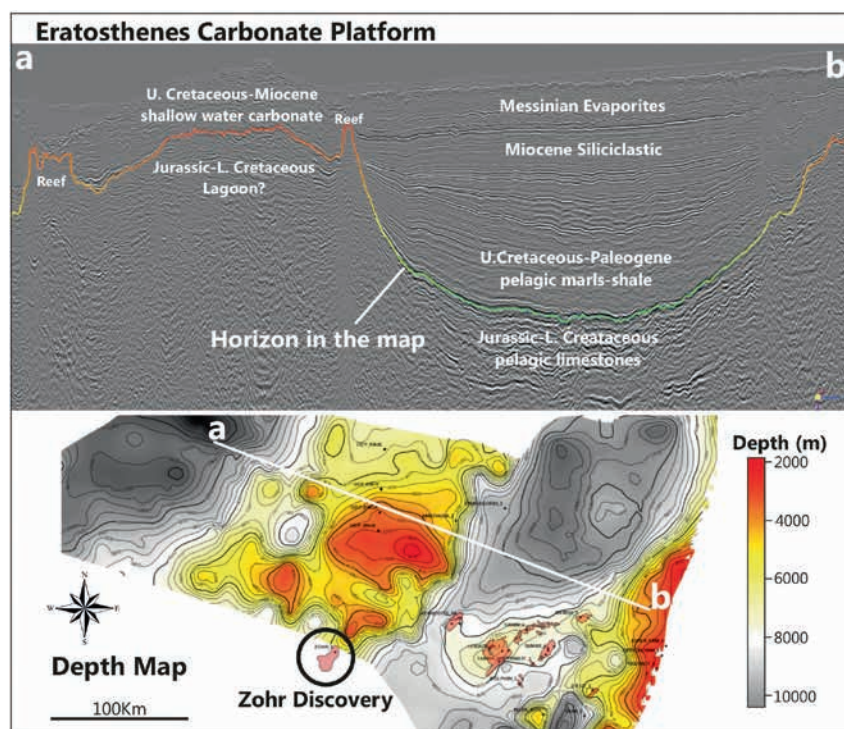 Eratosthenes Carbonate Platform
a
b
U. Cretaceous-Miocene
shallow water carbonate
Reef
Messinian Evaporites
Miocene Siliciclastic
Reef
Jurassic-L. Cretaceous
Lagoon?
U.Cretaceous-Paleogene
pelagic marls-shale
Horizon in the map
Jurassic-L. Creataceous
pelagic limestones
a
Depth (m)
2000
4000
6000
8000
10000
N
W
E
S
b
Depth Map
Zohr Discovery
100Km